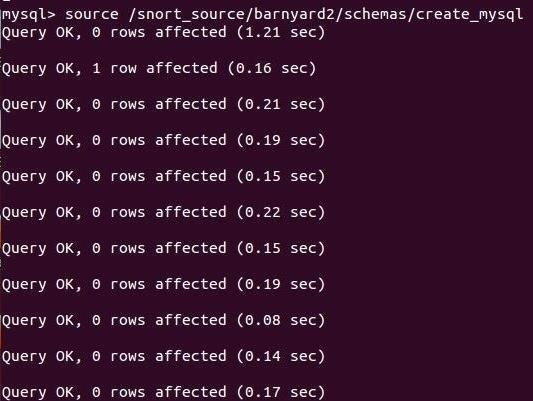 mysql> source /snort_source/barnyard2/schemas/create_mysql
Query OK, 0 rows affected (1.21 sec)
Query OK, 1 row affected (0.16 sec)
Query OK, 0 rows affected (0.21 sec)
Query OK, 0 rows affected (0.19 sec)
Query OK, 0 rows affected (0.15 sec)
Query OK, 0 rows affected (0.22 sec)
Query OK, 0 rows affected (0.15 sec)
Query OK, 0 rows affected (0.19 sec)
Query OK, 0 rows affected (0.08 sec)
Query OK, 0 rows affected (0.14 sec)
Query OK, 0 rows affected (0.17 sec)